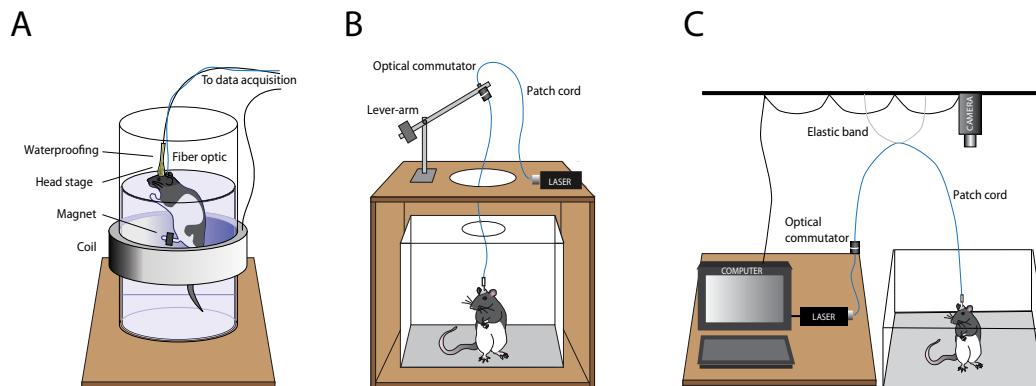 A
To data acquisition
Waterproofing
Fiber optic
Head stage
Magnet
Coil
B
Optical commutator
Patch cord
Lever-arm
LASER
C
CAMERA
Elastic band
Patch cord
Optical
commutator
COMPUTER
LASER